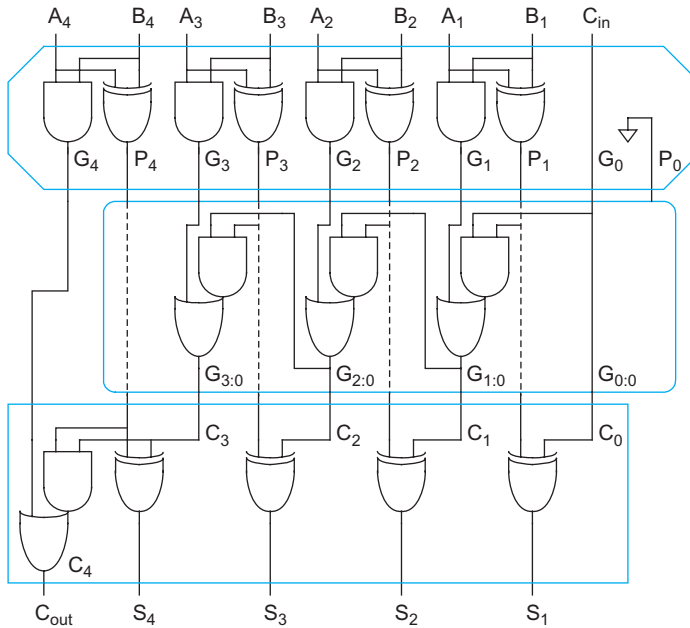 A4 B4 A3 B3 A2 B2 A1 B1 Cin
G4 P4 G3 P3 G2 P2 G1 P1 G0 P0
G3:0 G2:0 G1:0 G0:0
C3 C2 C1 C0
C4
Cout S4 S3 S2 S1